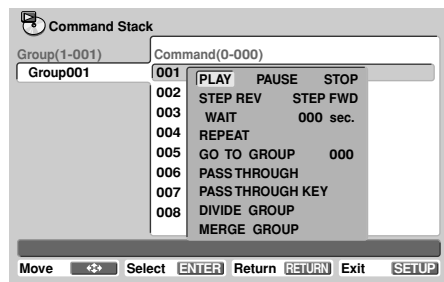 Command Stack
Group(1-001) Command(0-000)
Group001 001 PLAY PAUSE STOP
002 STEP REV STEP FWD
003 WAIT 000 sec.
004 REPEAT
005 GO TO GROUP 000
006 PASS THROUGH
007 PASS THROUGH KEY
008 DIVIDE GROUP
MERGE GROUP
Move Select ENTER Return RETURN Exit SETUP